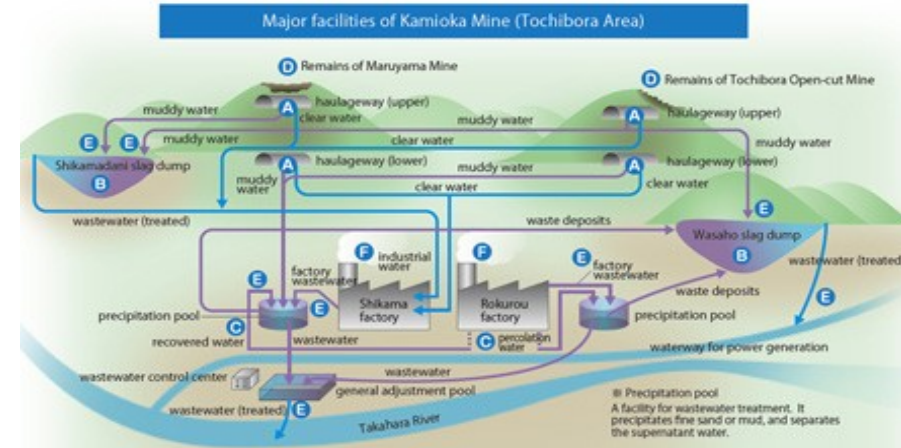 Major facilities of Kamioka Mine (Tochibora Area)
D Remains of Maruyama Mine
D Remains of Tochibora Open-cut Mine
A haulageway (upper)
muddy water
clear water
muddy water
A haulageway (upper)
E E
muddy water
clear water
muddy water
Shikamadani slag dump
B
A haulageway (lower)
muddy water
A haulageway (lower)
muddy
water
clear water
clear water
E
wastewater (treated)
waste deposits
Wasaho slag dump
B
F industrial
water
F
E factory
wastewater
wastewater (treated
factory
wastewater
E
E
Shikama
factory
Rokurou
factory
waste deposits
E
precipitation pool
C
recovered water
wastewater
C percolation
water
precipitation pool
waterway for power generation
wastewater control center
wastewater
general adjustment pool
wastewater (treated)
E
Takahara River
※ Precipitation pool
A facility for wastewater treatment. It
precipitates fine sand or mud, and separates
the supernatant water.